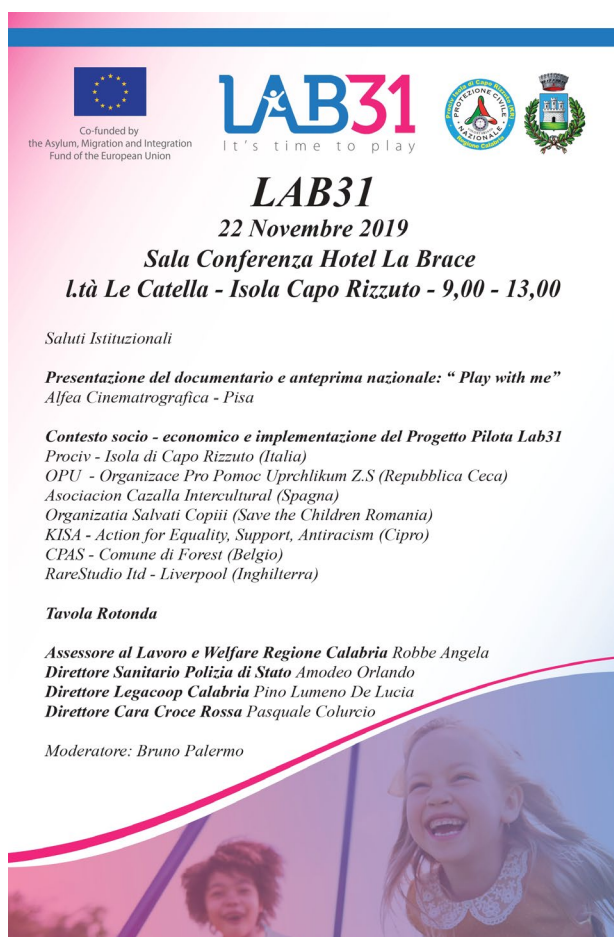 Co-funded by
the Asylum, Migration and Integration
Fund of the European Union
LAB31
It's time to play
PROTEZIONE CIVILE
NAZIONALE
Regione Calabria
LAB31
22 Novembre 2019
Sala Conferenza Hotel La Brace
l.tà Le Catella - Isola Capo Rizzuto - 9,00 - 13,00
Saluti Istituzionali
Presentazione del documentario e anteprima nazionale: “ Play with me”
Alfea Cinematrografica - Pisa
Contesto socio - economico e implementazione del Progetto Pilota Lab31
Prociv - Isola di Capo Rizzuto (Italia)
OPU - Organizace Pro Pomoc Uprchlikum Z.S (Repubblica Ceca)
Asociacion Cazalla Intercultural (Spagna)
Organizatia Salvati Copiii (Save the Children Romania)
KISA - Action for Equality, Support, Antiracism (Cipro)
CPAS - Comune di Forest (Belgio)
RareStudio ltd - Liverpool (Inghilterra)
Tavola Rotonda
Assessore al Lavoro e Welfare Regione Calabria Robbe Angela
Direttore Sanitario Polizia di Stato Amodeo Orlando
Direttore Legacoop Calabria Pino Lumeno De Lucia
Direttore Cara Croce Rossa Pasquale Colurcio
Moderatore: Bruno Palermo